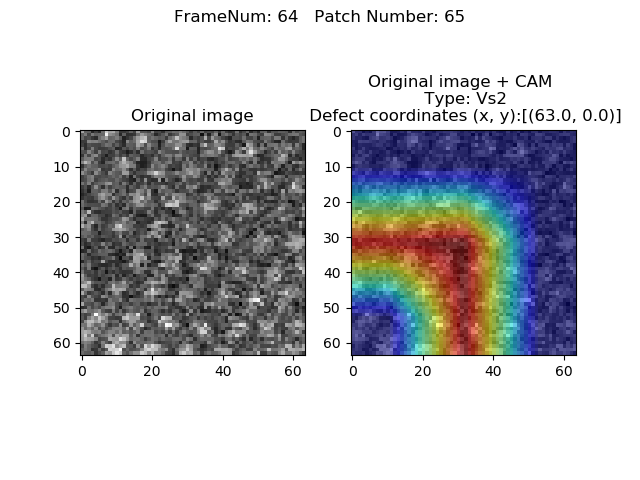 FrameNum: 64   Patch Number: 65
Original image
0
10
20
30
40
50
60
0 20 40 60
Original image + CAM
Type: Vs2
Defect coordinates (x, y):[(63.0, 0.0)]
0
10
20
30
40
50
60
0 20 40 60